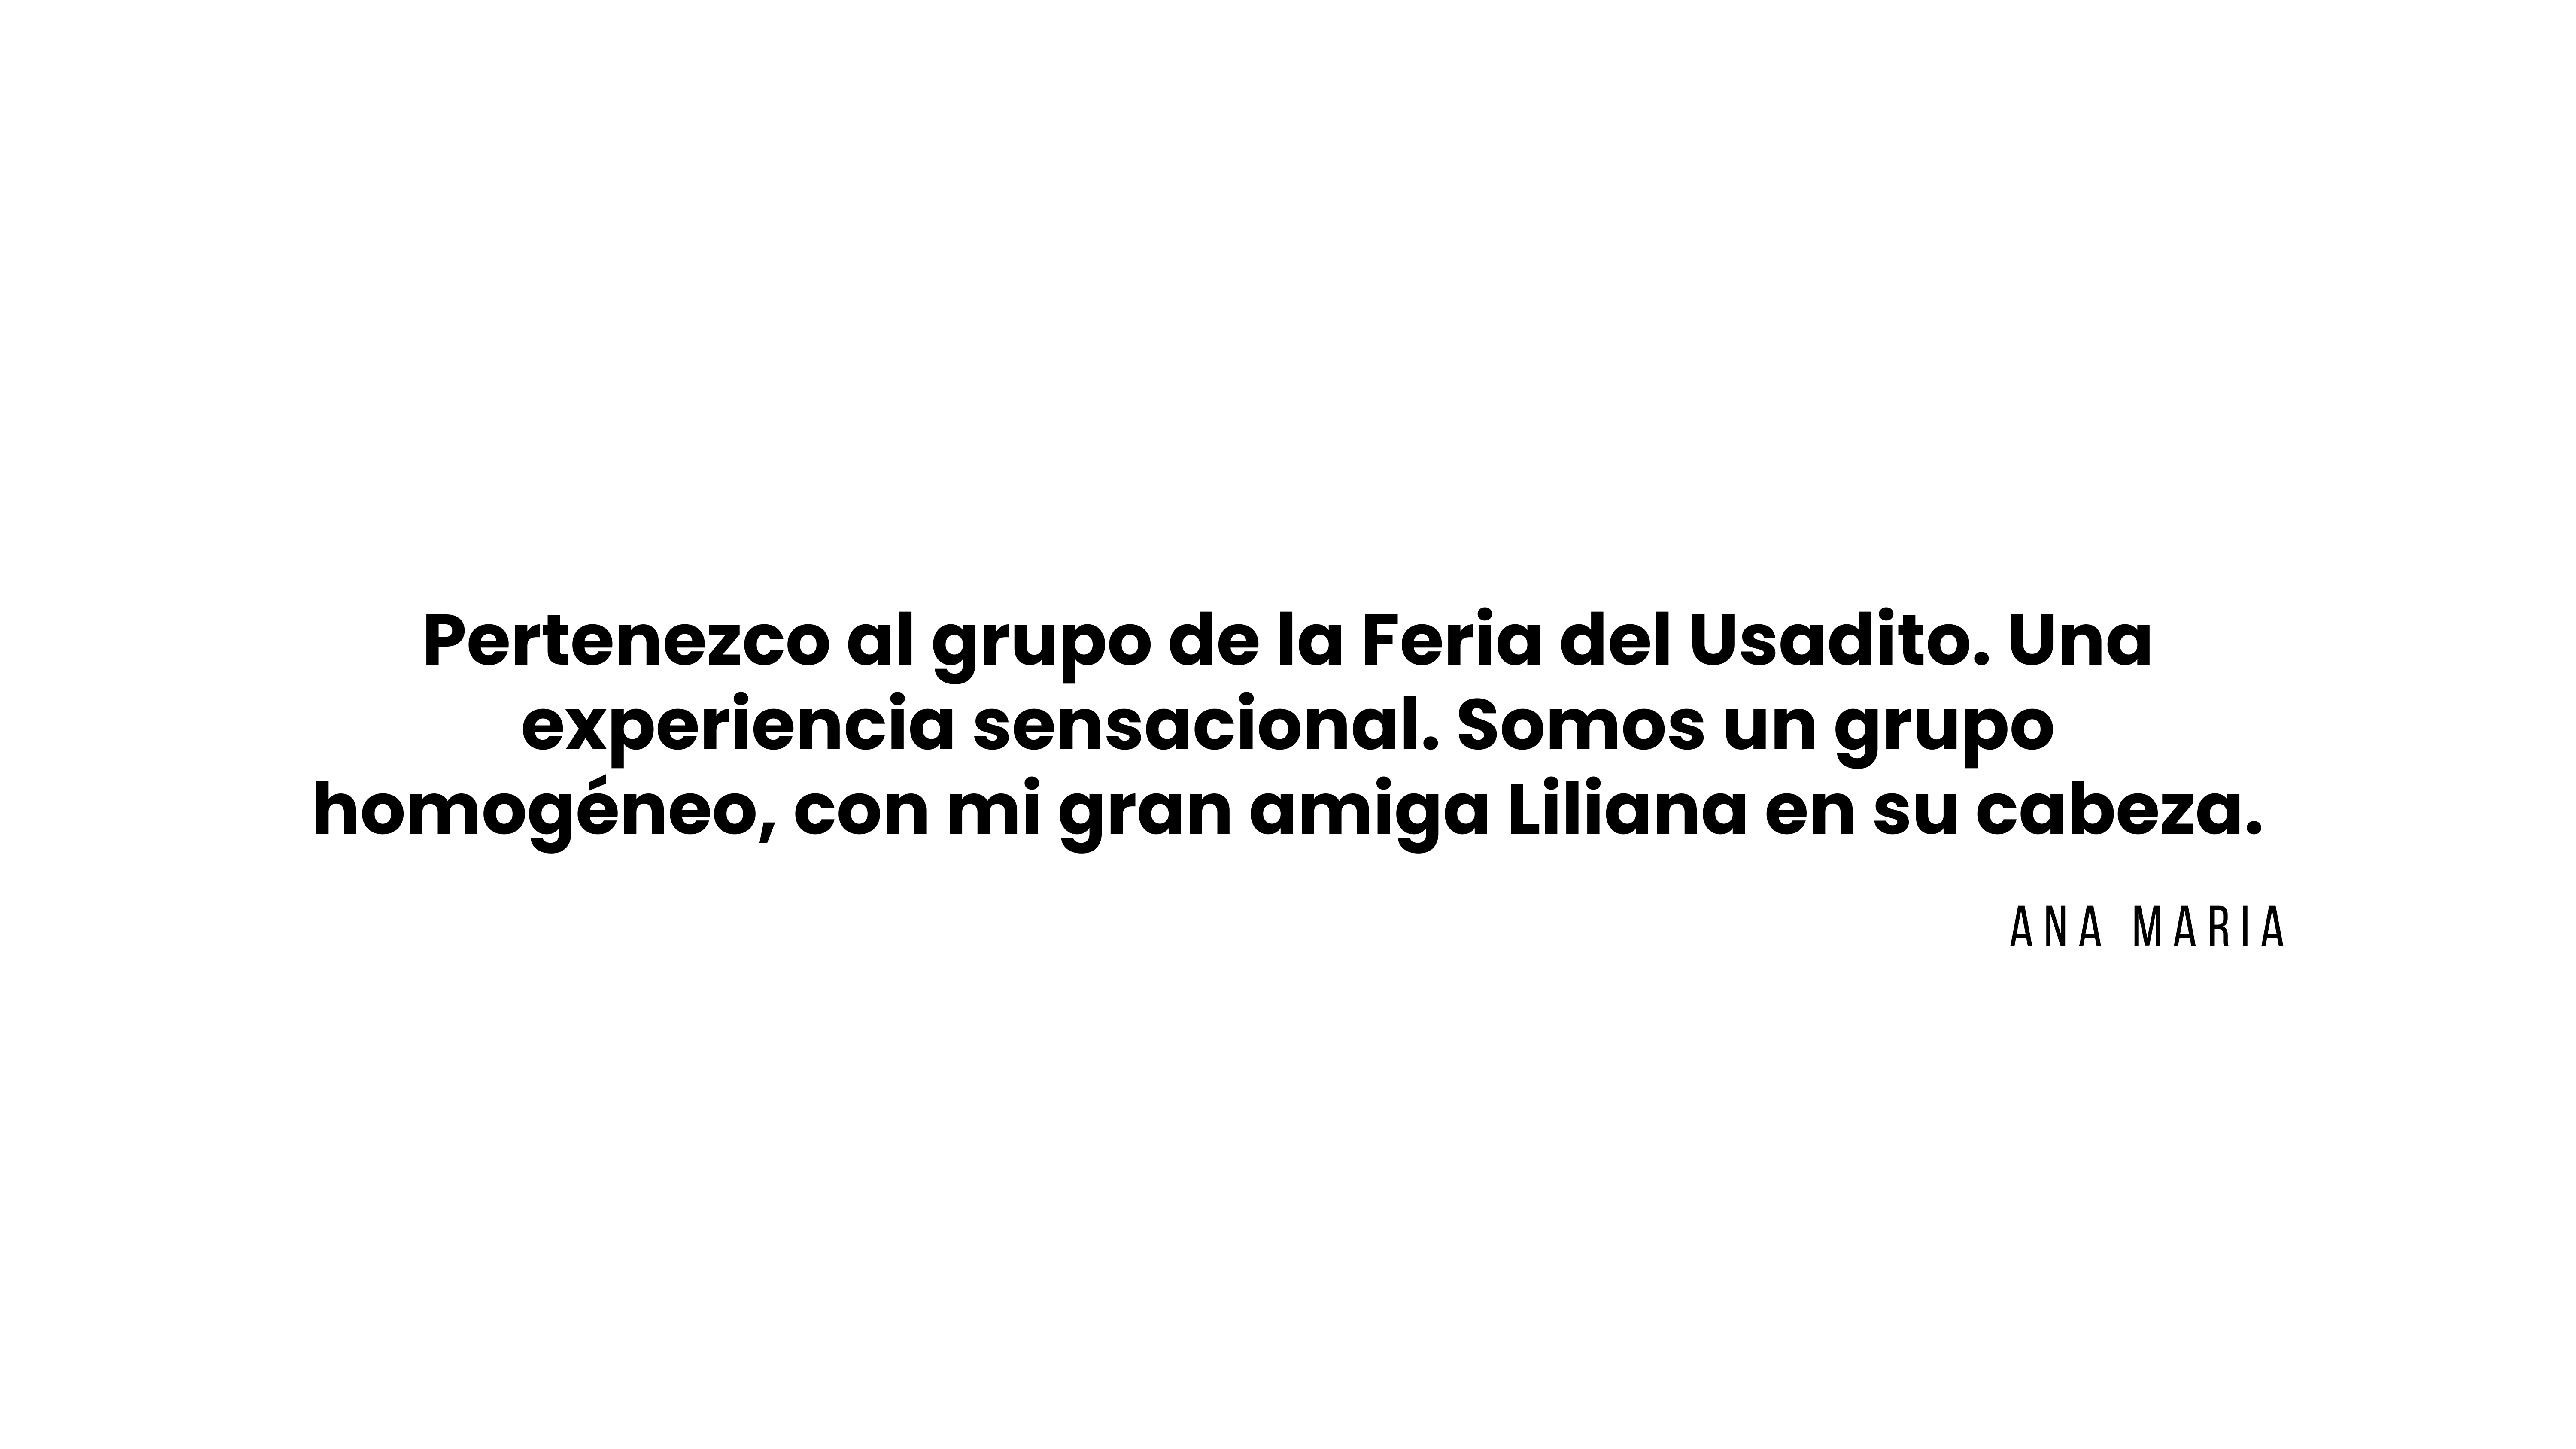 Pertenezco al grupo de la Feria del Usadito. Una
experiencia sensacional. Somos un grupo
homogéneo, con mi gran amiga Liliana en su cabeza.
ANA MARIA